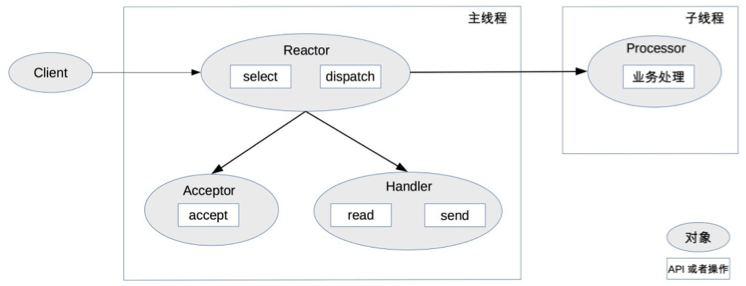 主线程
子线程
Reactor
Processor
Client
select
dispatch
业务处理
Acceptor
accept
Handler
read
send
对象
API 或者操作